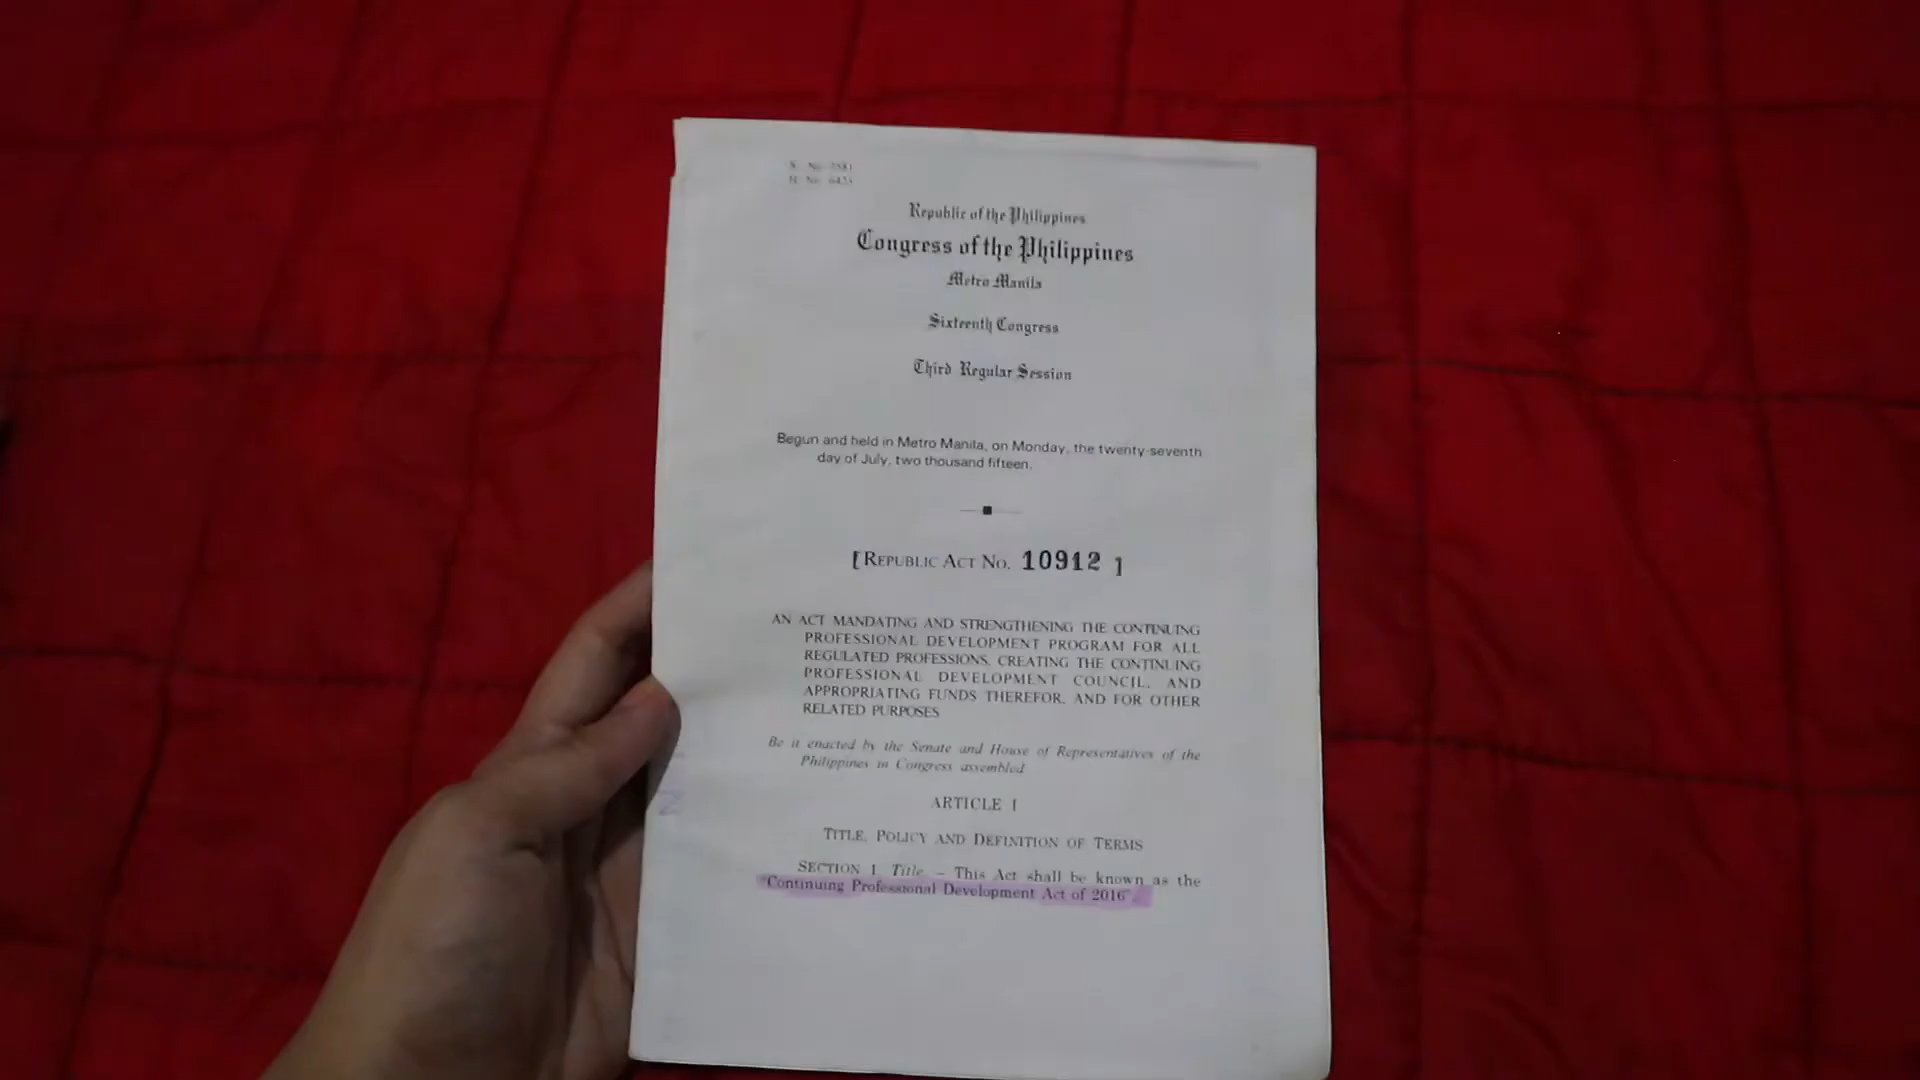 Republic of the Philippines
Congress of the Philippines
Metro Manila
Sixteenth Congress
Third Regular Session
Begun and held in Metro Manila, on Monday, the twenty-seventh
day of July, two thousand fifteen.
[REPUBLIC ACT NO. 10912 ]
AN ACT MANDATING AND STRENGTHENING THE CONTINUING
PROFESSIONAL DEVELOPMENT PROGRAM FOR ALL
REGULATED PROFESSIONS, CREATING THE CONTINUING
PROFESSIONAL DEVELOPMENT COUNCIL, AND
APPROPRIATING FUNDS THEREFOR, AND FOR OTHER
RELATED PURPOSES
Be it enacted by the Senate and House of Representatives of the
Philippines in Congress assembled
ARTICLE I
TITLE, POLICY AND DEFINITION OF TERMS
SECTION 1. Title. – This Act shall be known as the
"Continuing Professional Development Act of 2016".